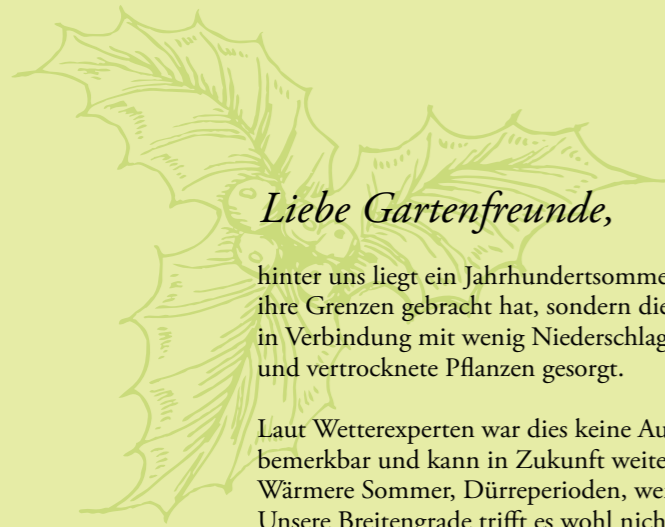 Liebe Gartenfreunde,
hinter uns liegt ein Jahrhundertsomme
ihre Grenzen gebracht hat, sondern die
in Verbindung mit wenig Niederschlag
und vertrocknete Pflanzen gesorgt.
Laut Wetterexperten war dies keine Au
bemerkbar und kann in Zukunft weite
Wärmere Sommer, Dürreperioden, we
Unsere Breitengrade trifft es wohl nich